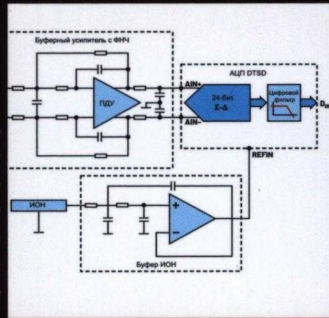 Буферный усилитель с ФНЧ
АЦП DTSD
ПДУ
AIN+
AIN–
24-бит
Σ-Δ
Цифровой
фильтр
REFIN
ИОН
+
–
Буфер ИОН